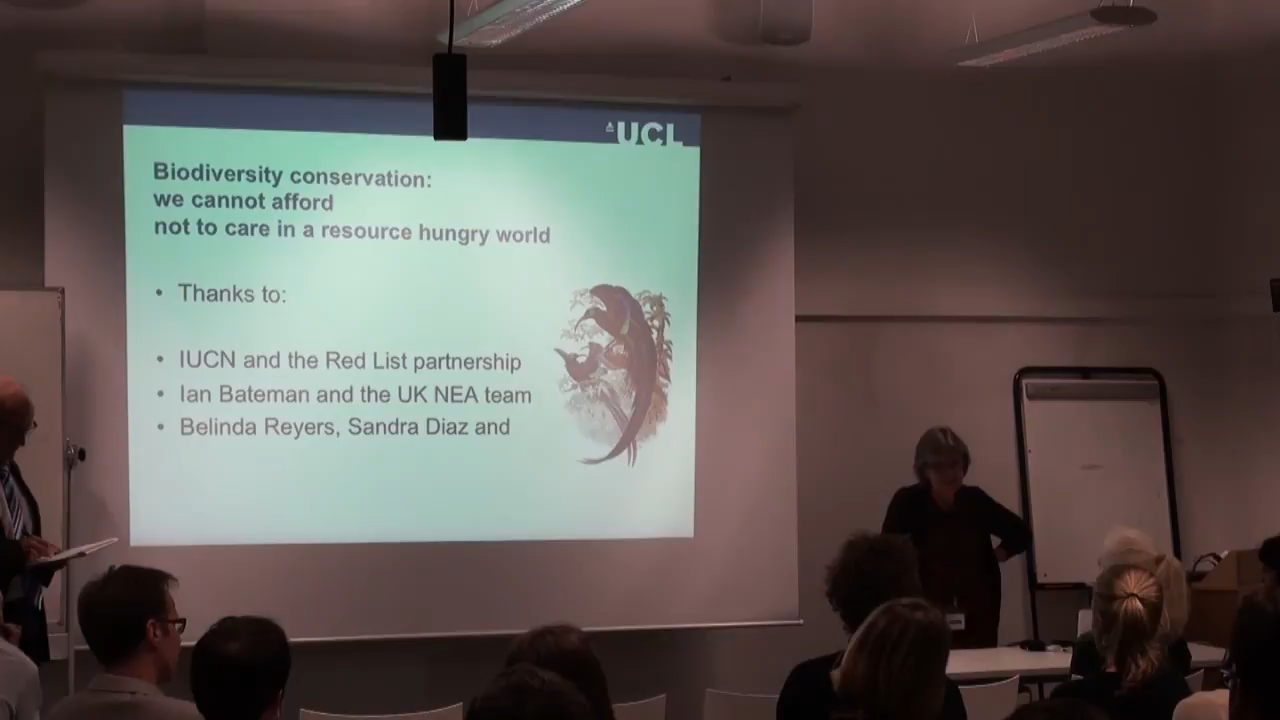 UCL
Biodiversity conservation:
we cannot afford
not to care in a resource hungry world
• Thanks to:
• IUCN and the Red List partnership
• Ian Bateman and the UK NEA team
• Belinda Reyers, Sandra Diaz and